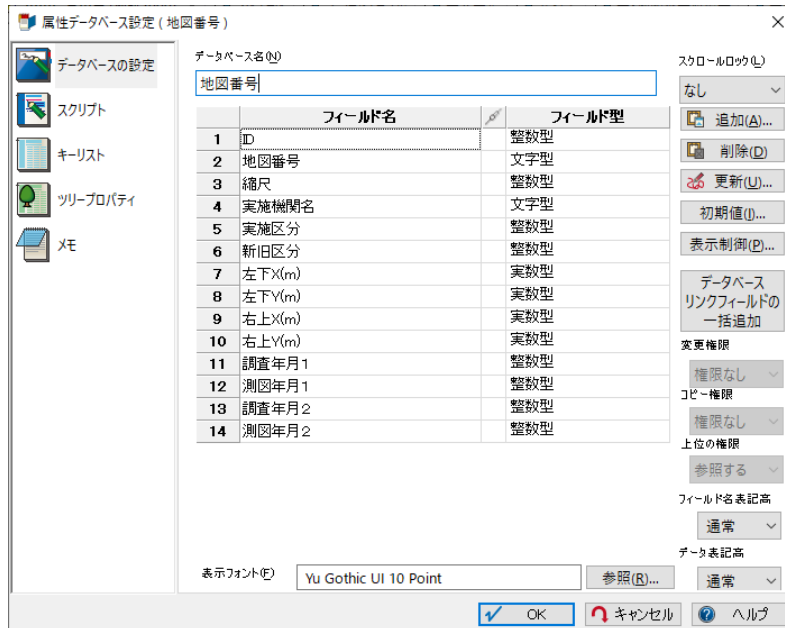 属性データベース設定 ( 地図番号 )
データベースの設定
スクリプト
キーリスト
ツリープロパティ
メモ
データベース名(N)
地図番号
フィールド名 フィールド型
1 ID 整数型
2 地図番号 文字型
3 縮尺 整数型
4 実施機関名 文字型
5 実施区分 整数型
6 新旧区分 整数型
7 左下X(m) 実数型
8 左下Y(m) 実数型
9 右上X(m) 実数型
10 右上Y(m) 実数型
11 調査年月1 整数型
12 測図年月1 整数型
13 調査年月2 整数型
14 測図年月2 整数型
表示フォント(F) Yu Gothic UI 10 Point 参照(R)...
スクロールロック(L)
なし
追加(A)...
削除(D)
更新(U)...
初期値(I)...
表示制御(P)...
データベース
リンクフィールドの
一括追加
変更権限
権限なし
コピー権限
権限なし
上位の権限
参照する
フィールド名表記高
通常
データ表記高
通常
OK キャンセル ヘルプ